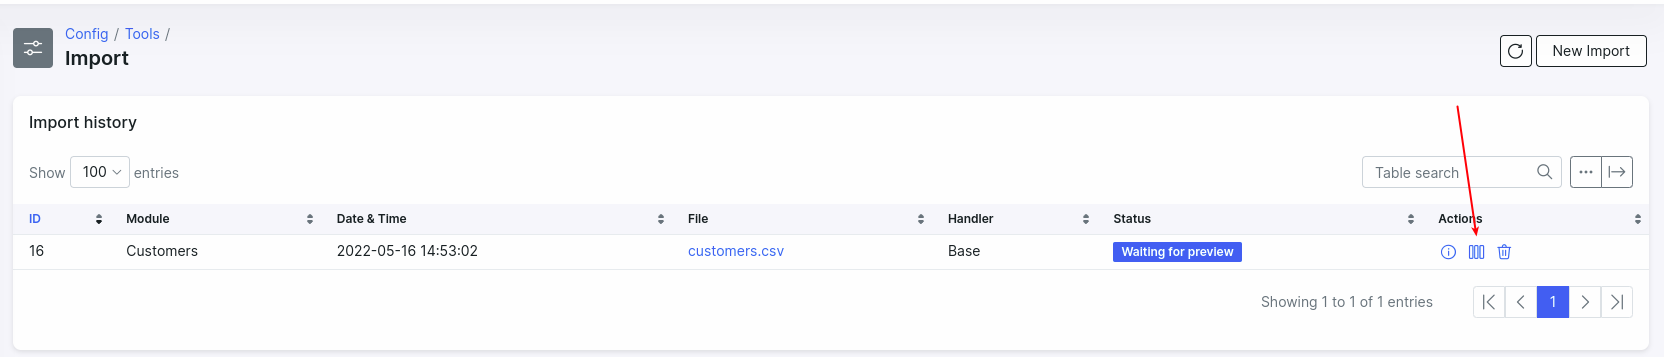 Config / Tools /
Import
New Import
Import history
Show 100 entries
Table search
ID Module Date & Time File Handler Status Actions
16 Customers 2022-05-16 14:53:02 customers.csv Base Waiting for preview
Showing 1 to 1 of 1 entries
1